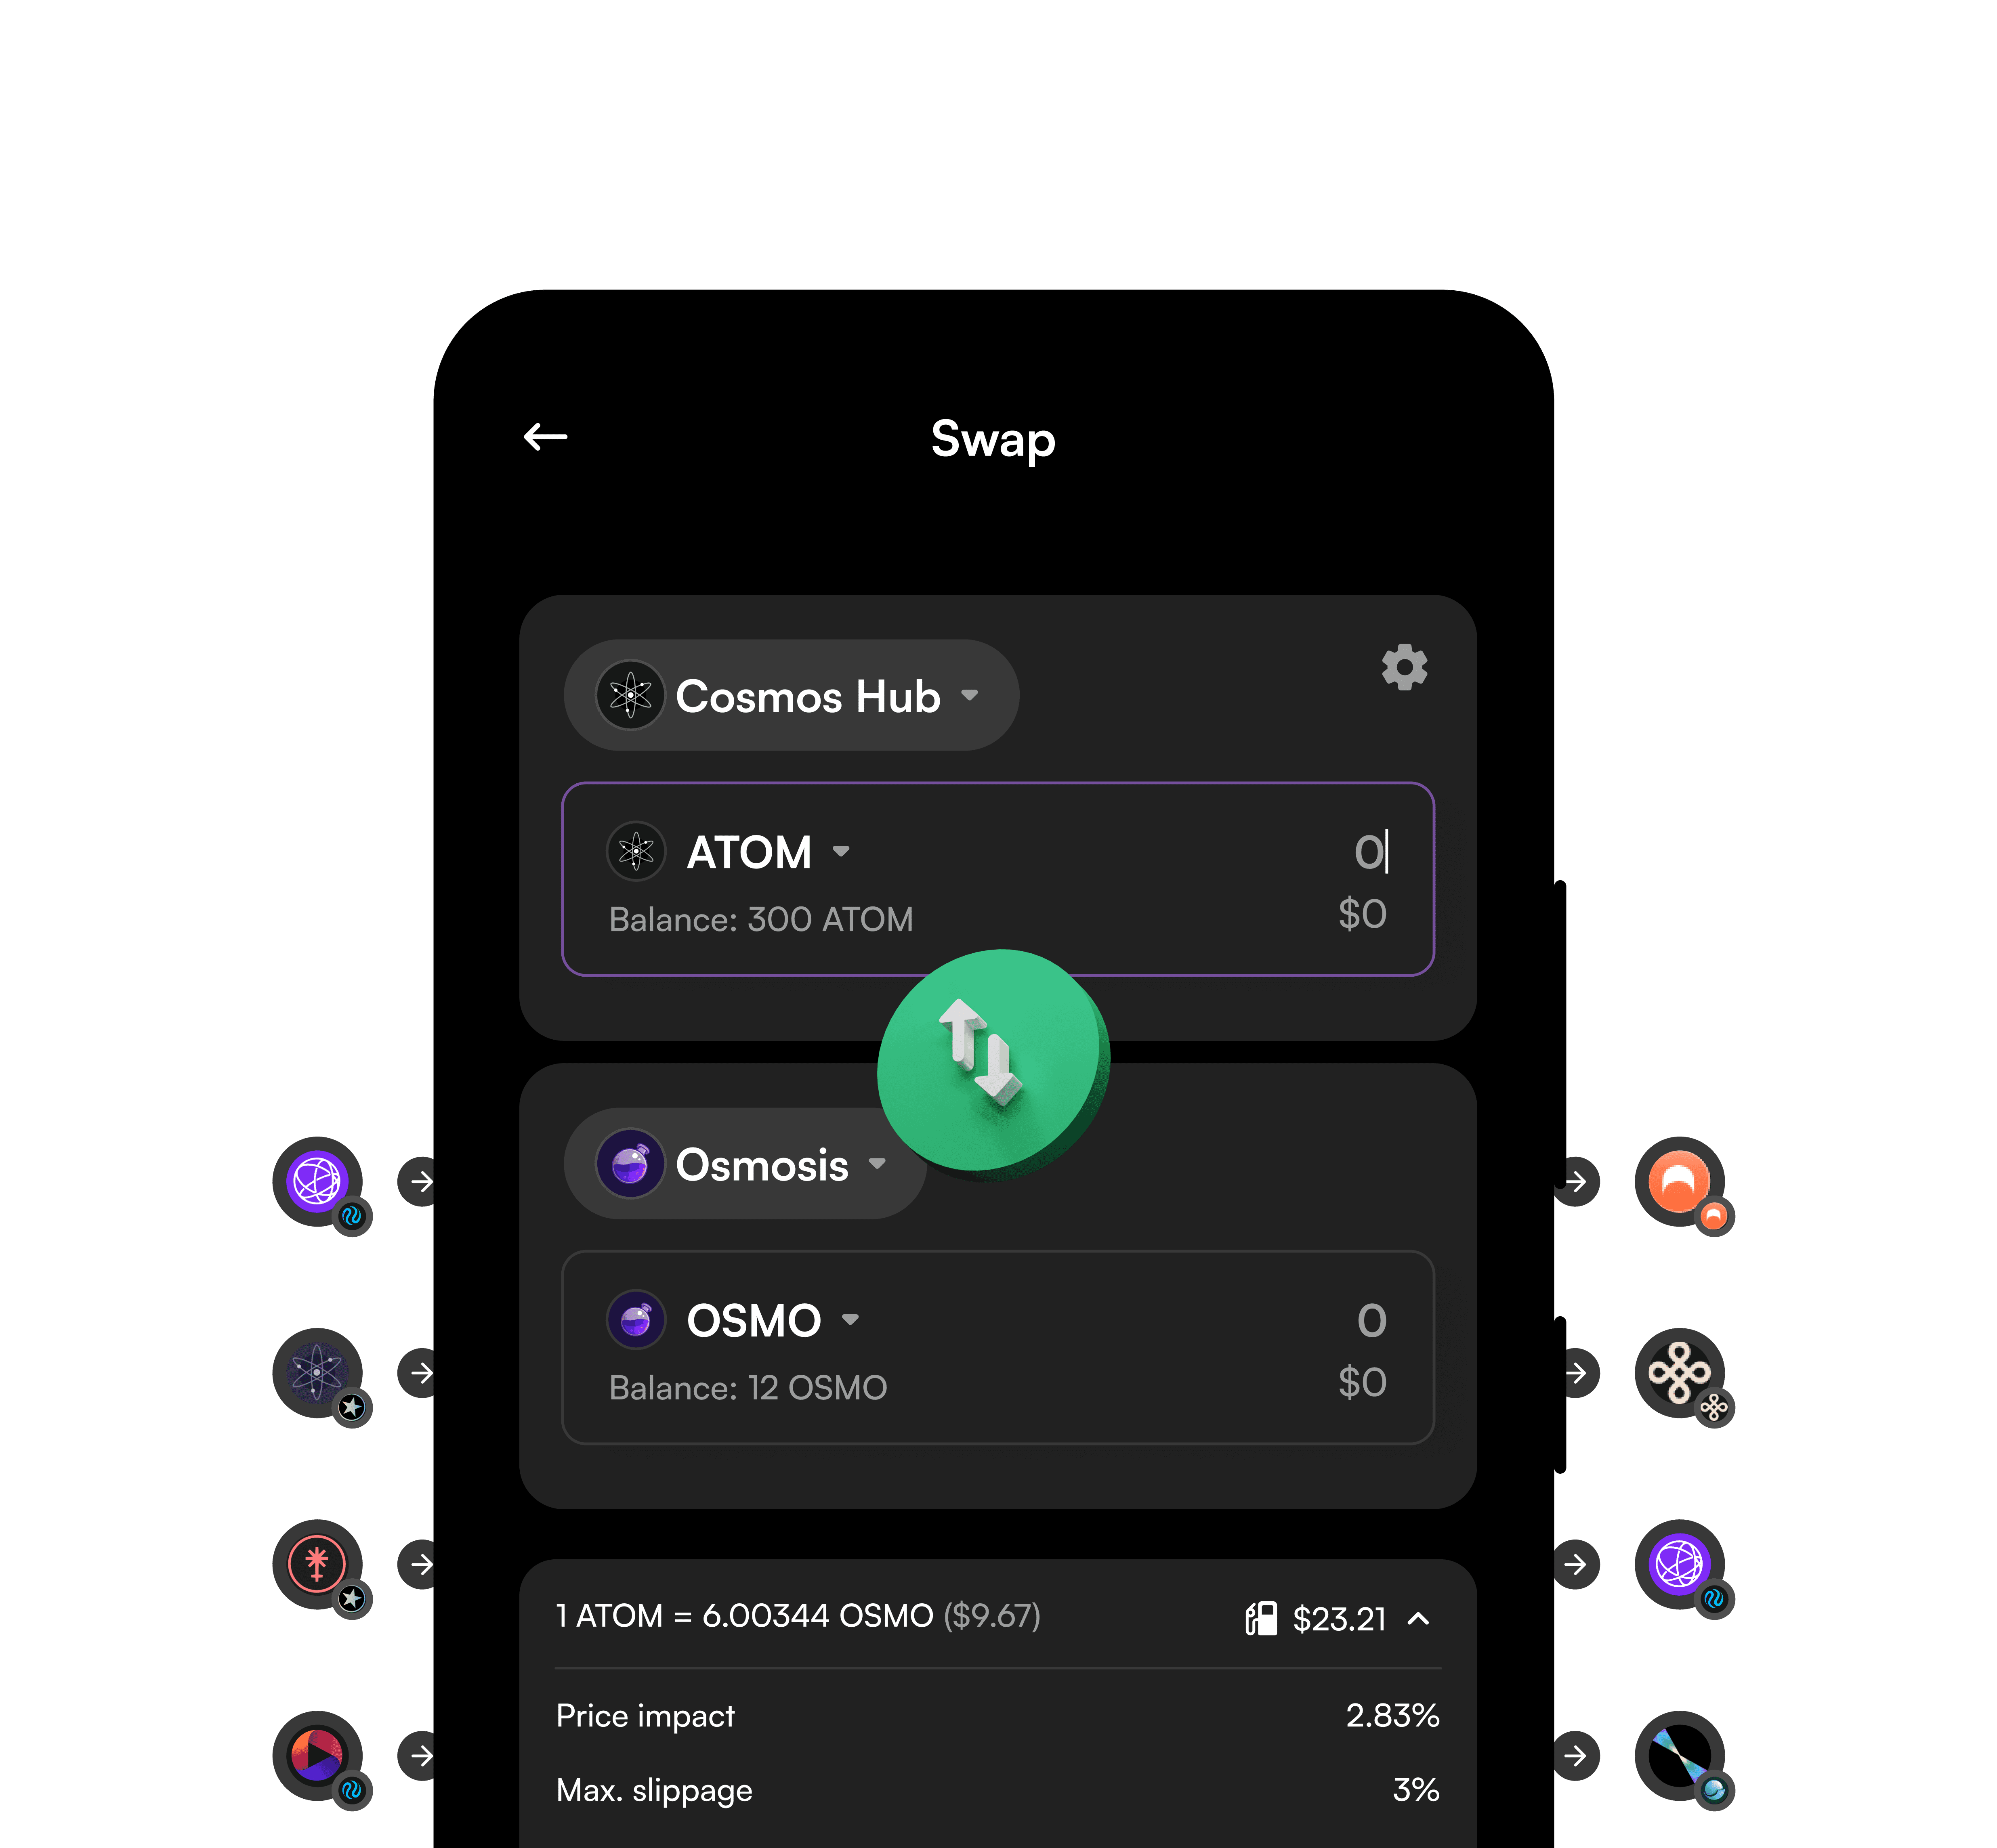 Swap
Cosmos Hub
ATOM 0
Balance: 300 ATOM $0
Osmosis
OSMO 0
Balance: 12 OSMO $0
1 ATOM = 6.00344 OSMO ($9.67) $23.21
Price impact 2.83%
Max. slippage 3%